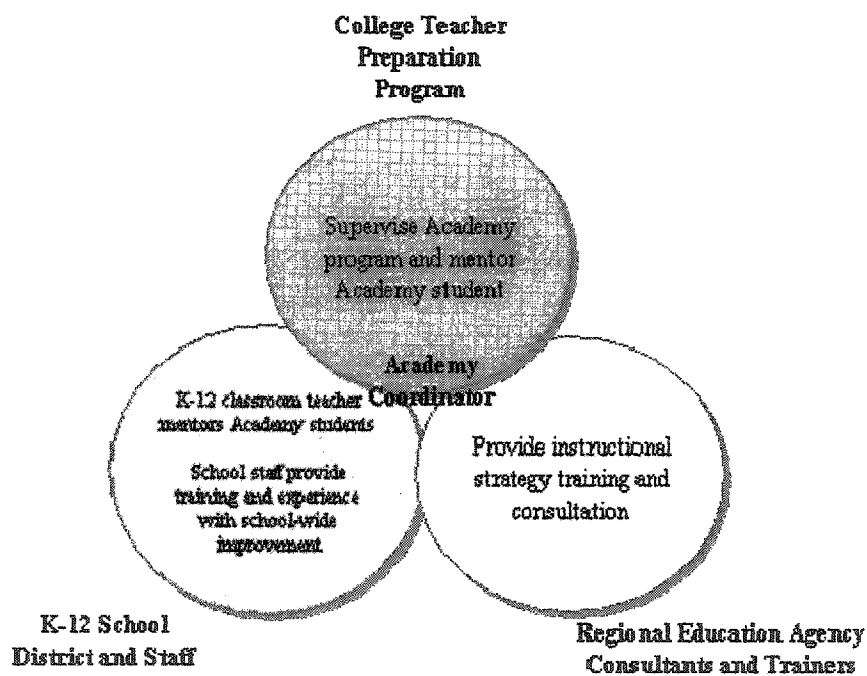 College Teacher
Preparation
Program
Supervise Academy
program and mentor
Academy student
Academy
Coordinator
K-12 classroom teacher
mentors Academy students
School staff provide
training and experience
with school-wide
improvement
Provide instructional
strategy training and
consultation
K-12 School
District and Staff
Regional Education Agency
Consultants and Trainers